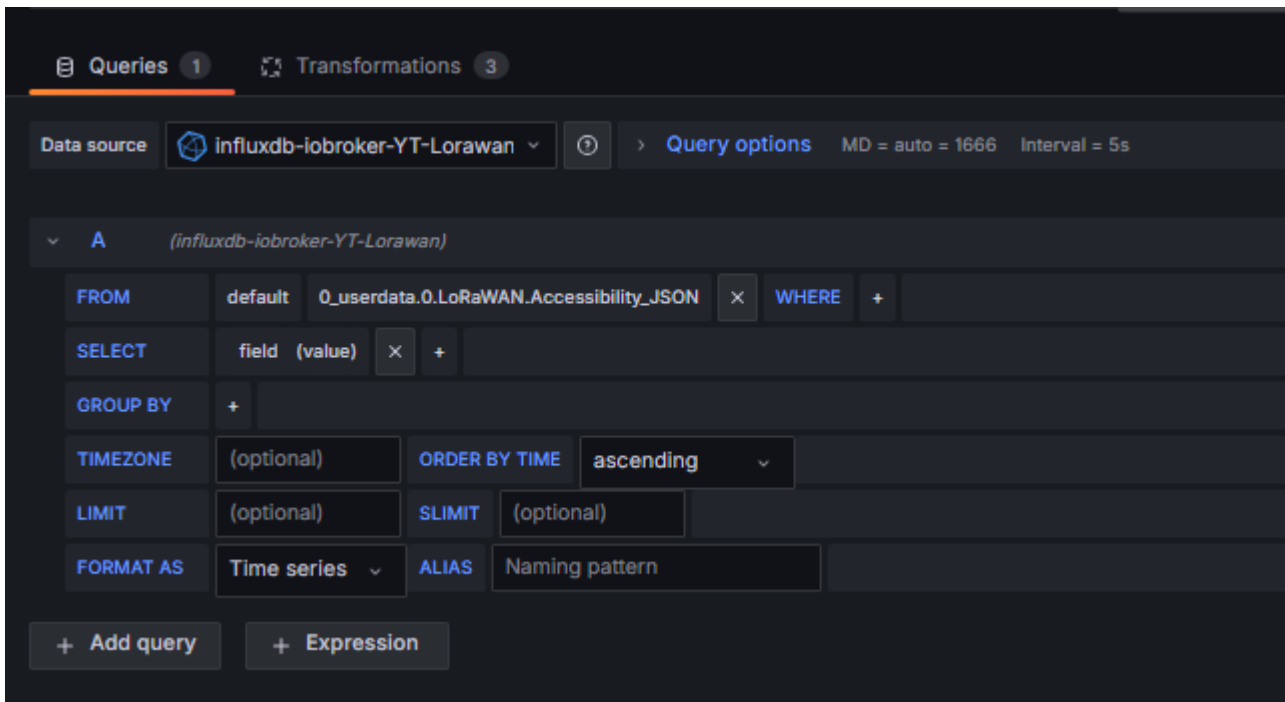 Queries 1 Transformations 3
Data source influxdb-iobroker-YT-Lorawan ? > Query options MD = auto = 1666 Interval = 5s
A (influxdb-iobroker-YT-Lorawan)
FROM default 0_userdata.0.LoRaWAN.Accessibility_JSON × WHERE +
SELECT field (value) × +
GROUP BY +
TIMEZONE (optional) ORDER BY TIME ascending
LIMIT (optional) SLIMIT (optional)
FORMAT AS Time series ALIAS Naming pattern
+ Add query + Expression